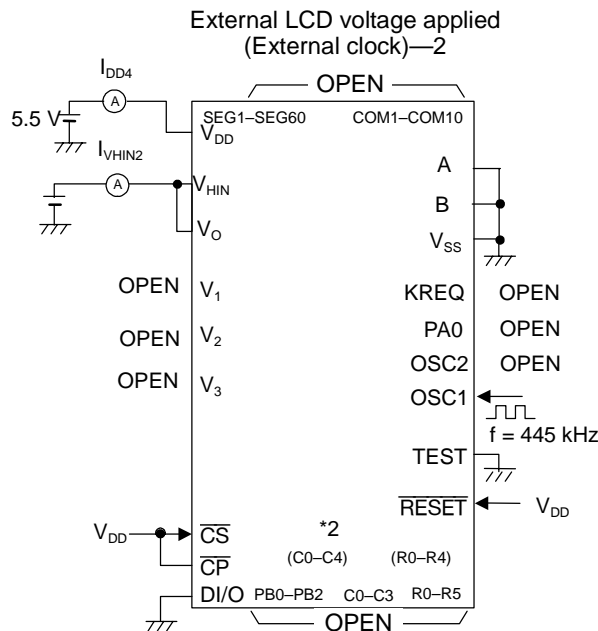 External LCD voltage applied
(External clock)—2
OPEN
I_DD4
A
5.5 V
SEG1–SEG60 COM1–COM10
V_DD
I_VHIN2
A
V_HIN
V_O
A
B
V_SS
OPEN V_1
KREQ OPEN
OPEN V_2
PA0 OPEN
OSC2 OPEN
OPEN V_3
OSC1
f = 445 kHz
TEST
RESET V_DD
V_DD CS
*2
CP
(C0–C4) (R0–R4)
DI/O PB0–PB2 C0–C3 R0–R5
OPEN